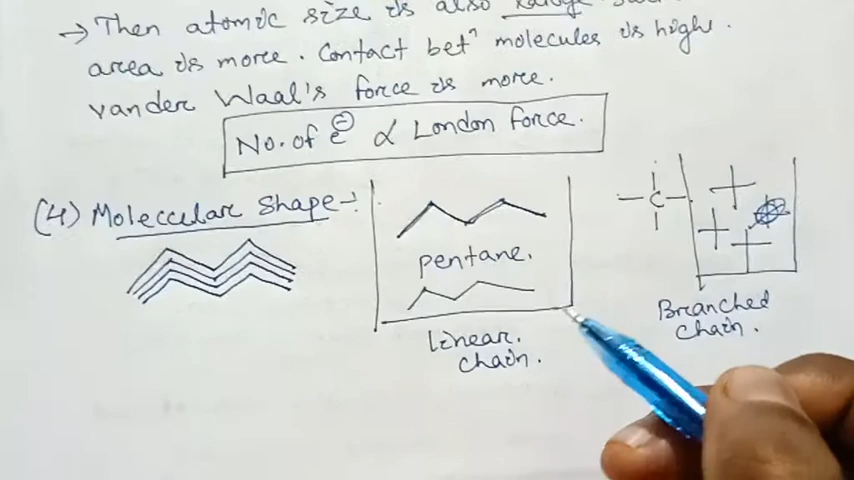 → Then atomic size is also
area is more. Contact betⁿ molecules is high.
vander Waal's force is more.
No. of e⁻ ∝ London force.
(4) Moleccular Shape -:
Pentane.
linear.
chain.
C
Branched
chain.